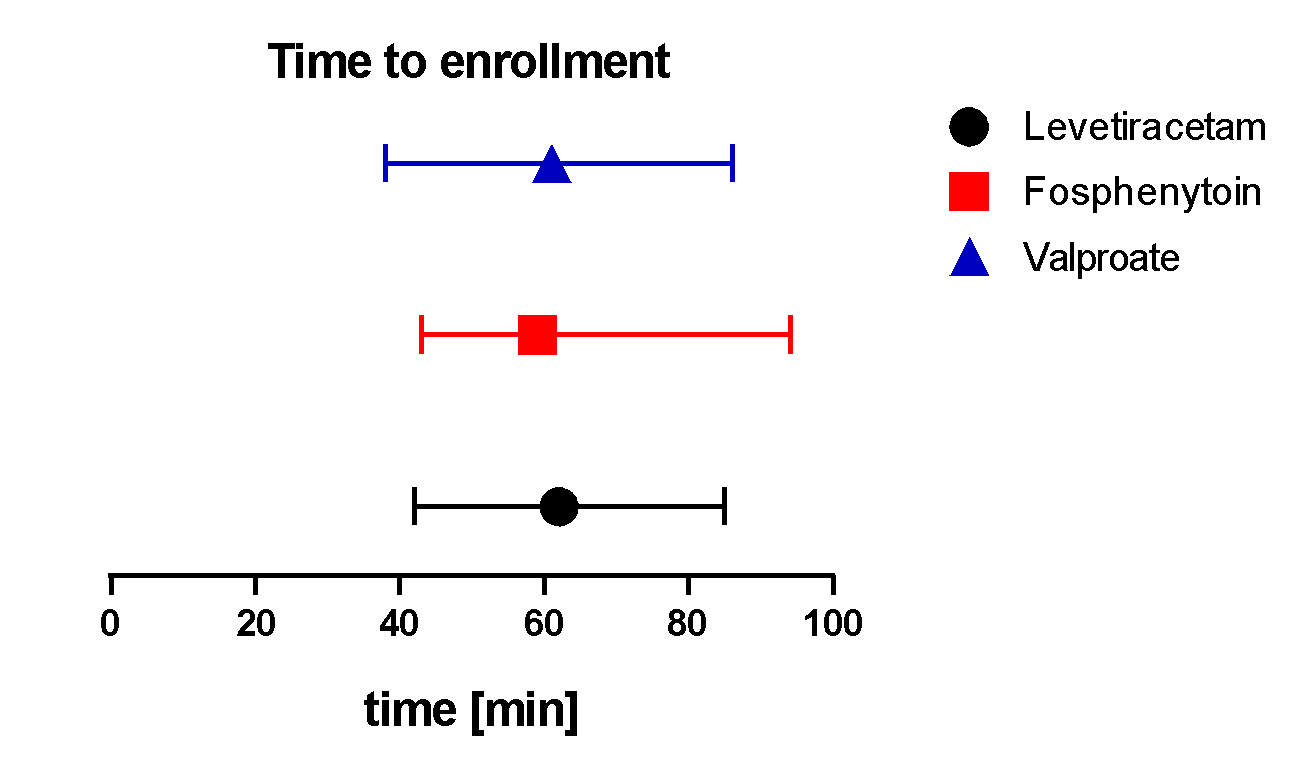 Time to enrollment
Levetiracetam
Fosphenytoin
Valproate
0 20 40 60 80 100
time [min]